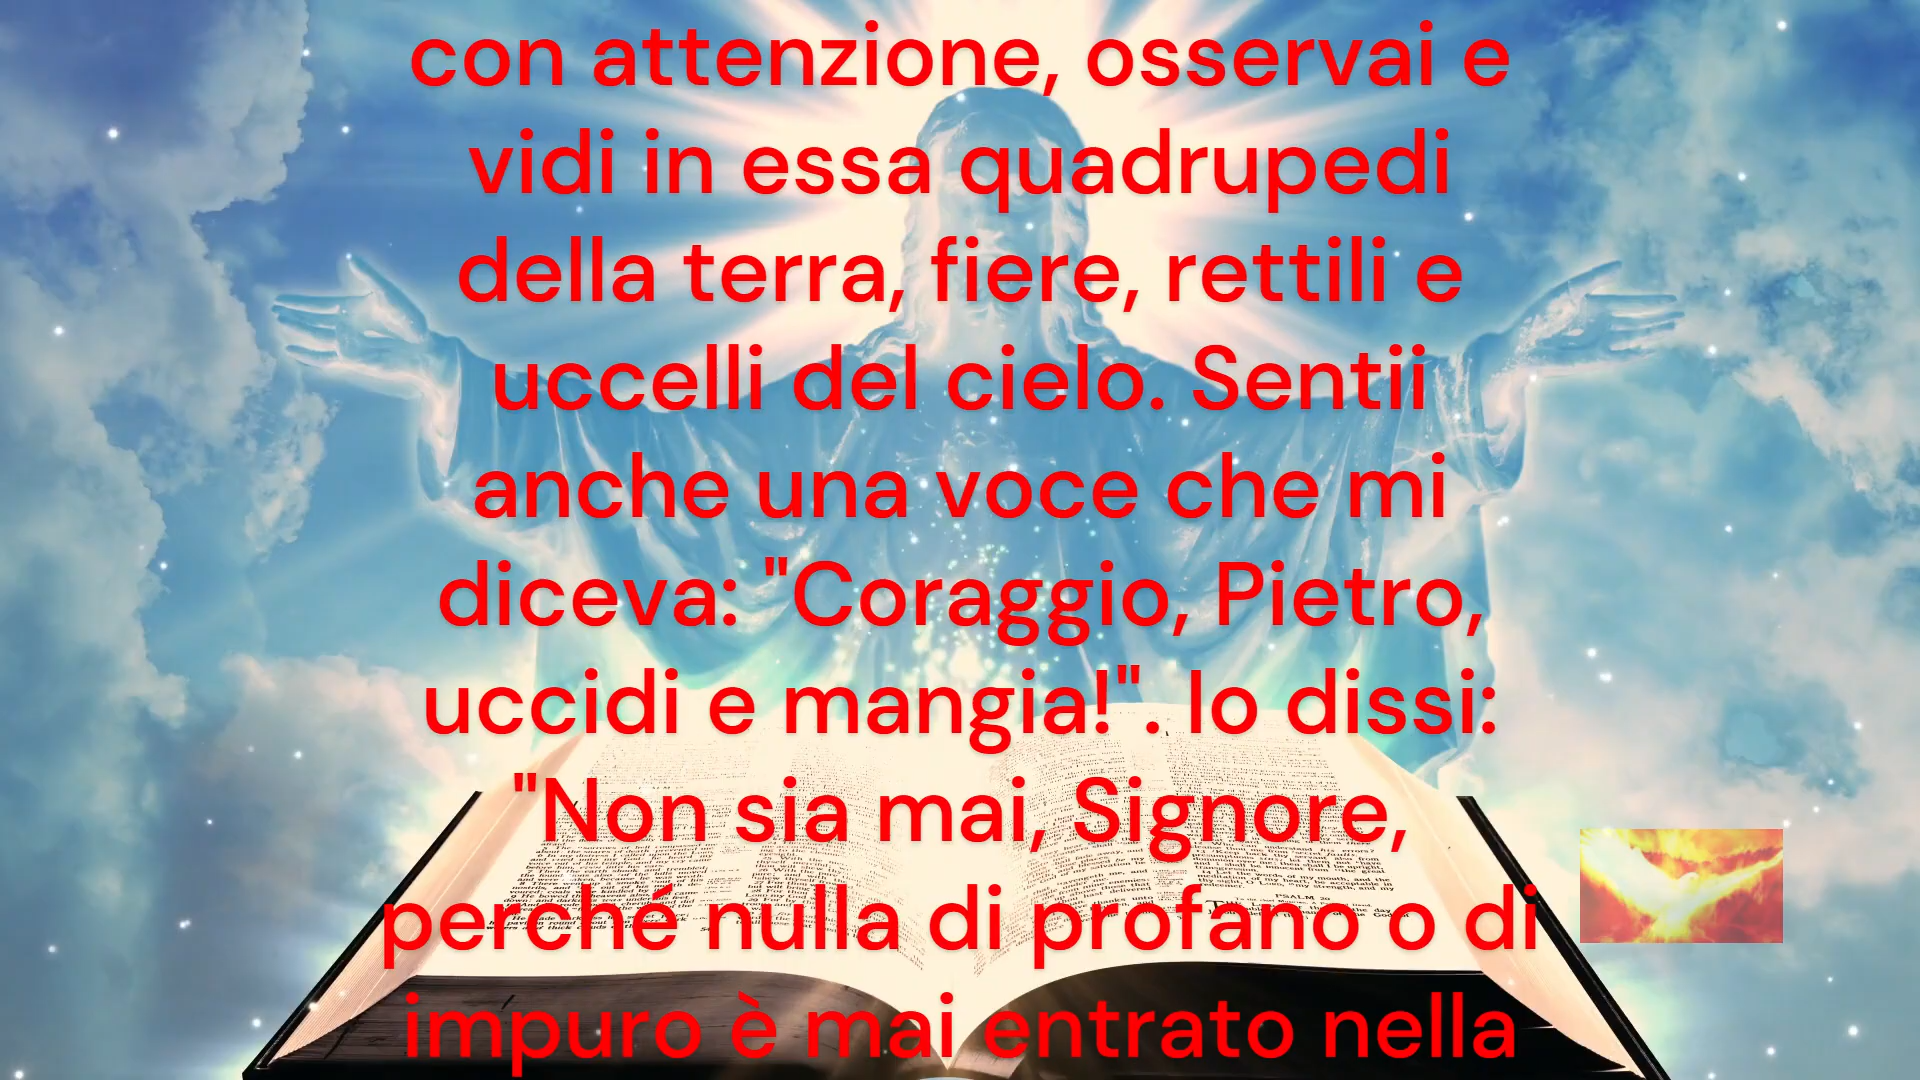 con attenzione, osservai e
vidi in essa quadrupedi
della terra, fiere, rettili e
uccelli del cielo. Sentii
anche una voce che mi
diceva: "Coraggio, Pietro,
uccidi e mangia!". Io dissi:
"Non sia mai, Signore,
perché nulla di profano o di
impuro è mai entrato nella